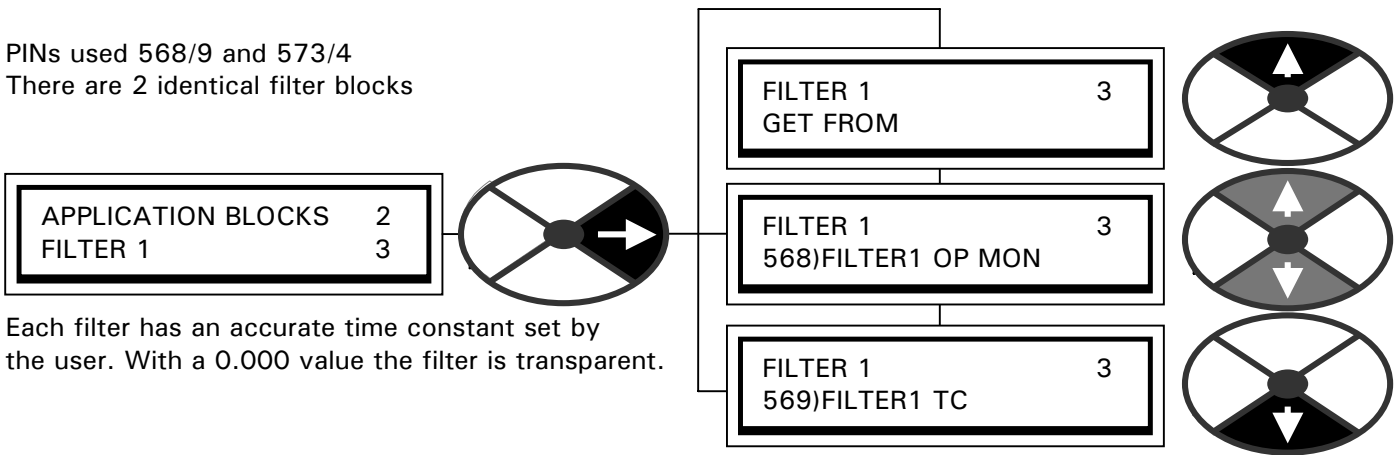 PINs used 568/9 and 573/4
There are 2 identical filter blocks
APPLICATION BLOCKS 2
FILTER 1 3
Each filter has an accurate time constant set by
the user. With a 0.000 value the filter is transparent.
FILTER 1 3
GET FROM
FILTER 1 3
568)FILTER1 OP MON
FILTER 1 3
569)FILTER1 TC